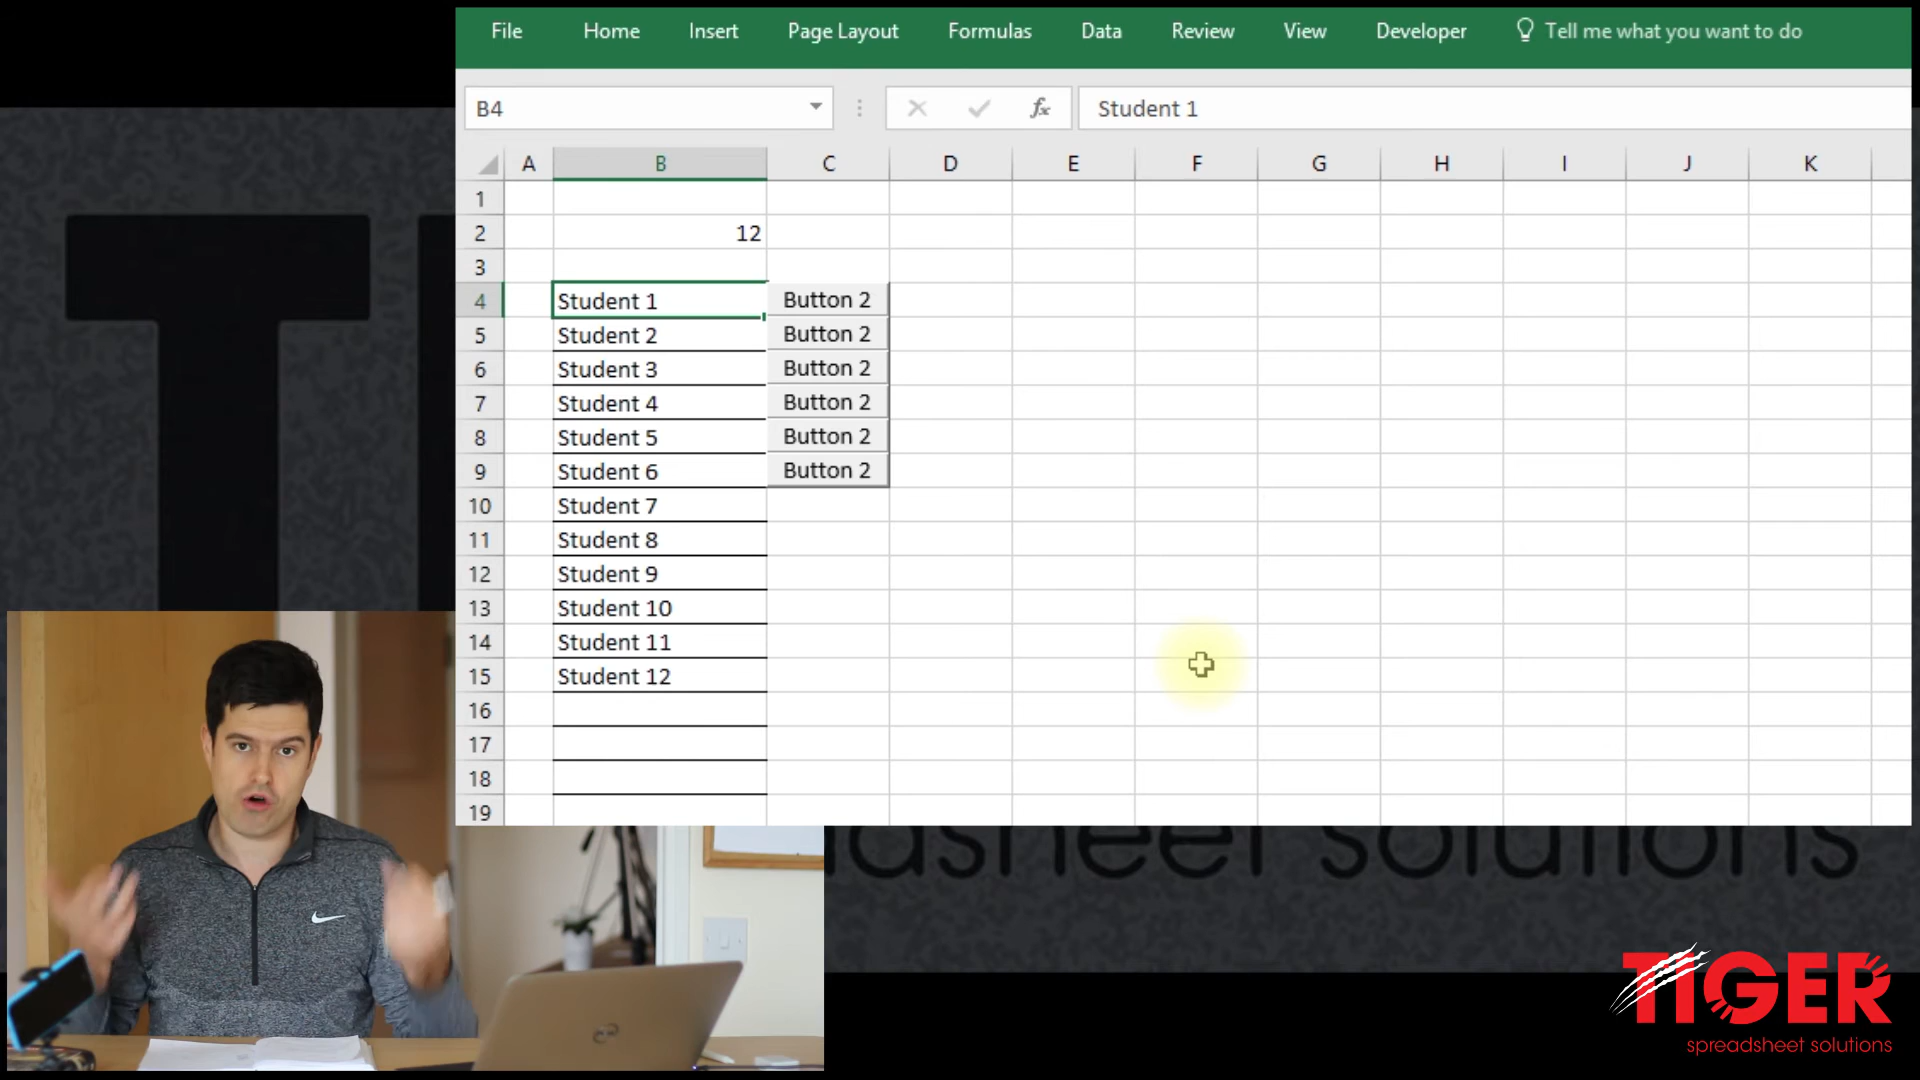 File Home Insert Page Layout Formulas Data Review View Developer Tell me what you want to do
B4 fx Student 1
A B C D E F G H I J K
1
2 12
3
4 Student 1 Button 2
5 Student 2 Button 2
6 Student 3 Button 2
7 Student 4 Button 2
8 Student 5 Button 2
9 Student 6 Button 2
10 Student 7
11 Student 8
12 Student 9
13 Student 10
14 Student 11
15 Student 12
16
17
18
19
adsheet solutions
TIGER
spreadsheet solutions